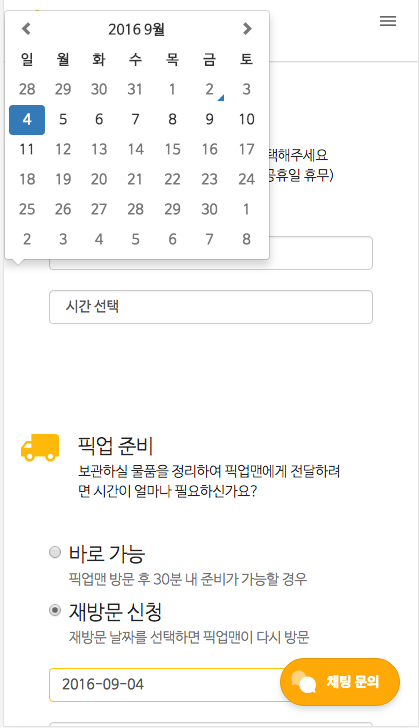 2016 9월
일 월 화 수 목 금 토
28 29 30 31 1 2 3
4 5 6 7 8 9 10
11 12 13 14 15 16 17
18 19 20 21 22 23 24
25 26 27 28 29 30 1
2 3 4 5 6 7 8
택해주세요
공휴일 휴무)
시간 선택
픽업 준비
보관하실 물품을 정리하여 픽업맨에게 전달하려
면 시간이 얼마나 필요하신가요?
바로 가능
픽업맨 방문 후 30분 내 준비가 가능할 경우
재방문 신청
재방문 날짜를 선택하면 픽업맨이 다시 방문
2016-09-04
채팅 문의